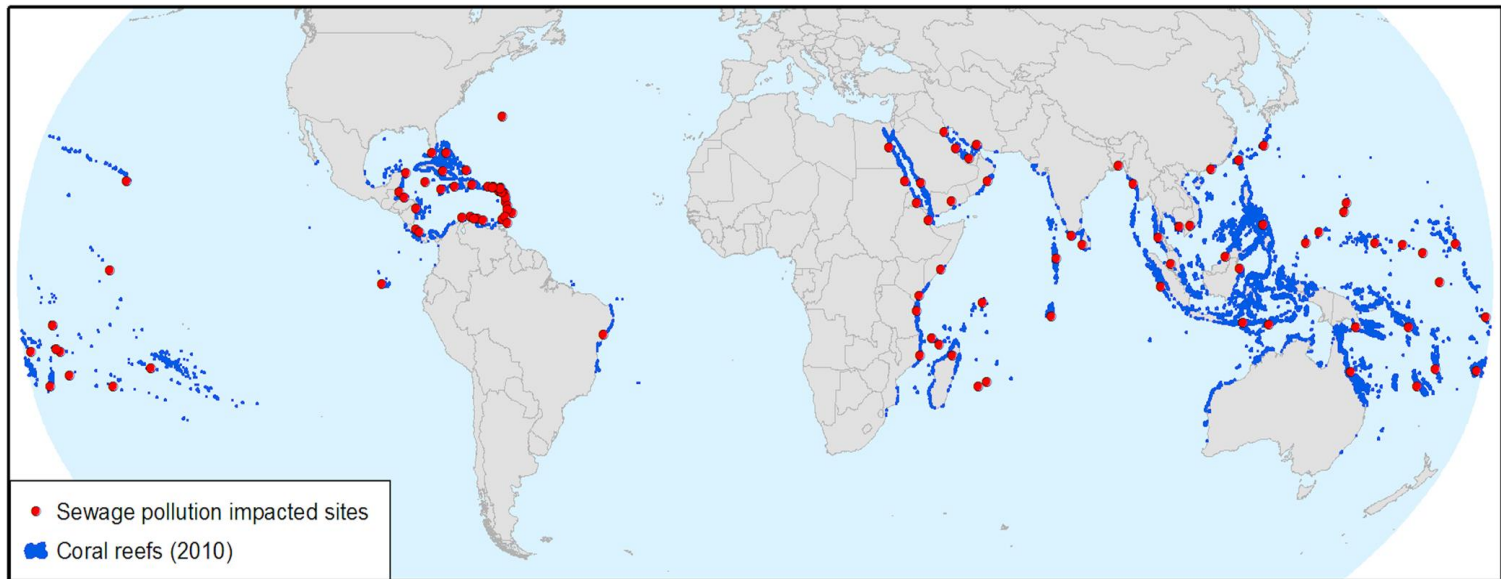 Sewage pollution impacted sites
Coral reefs (2010)